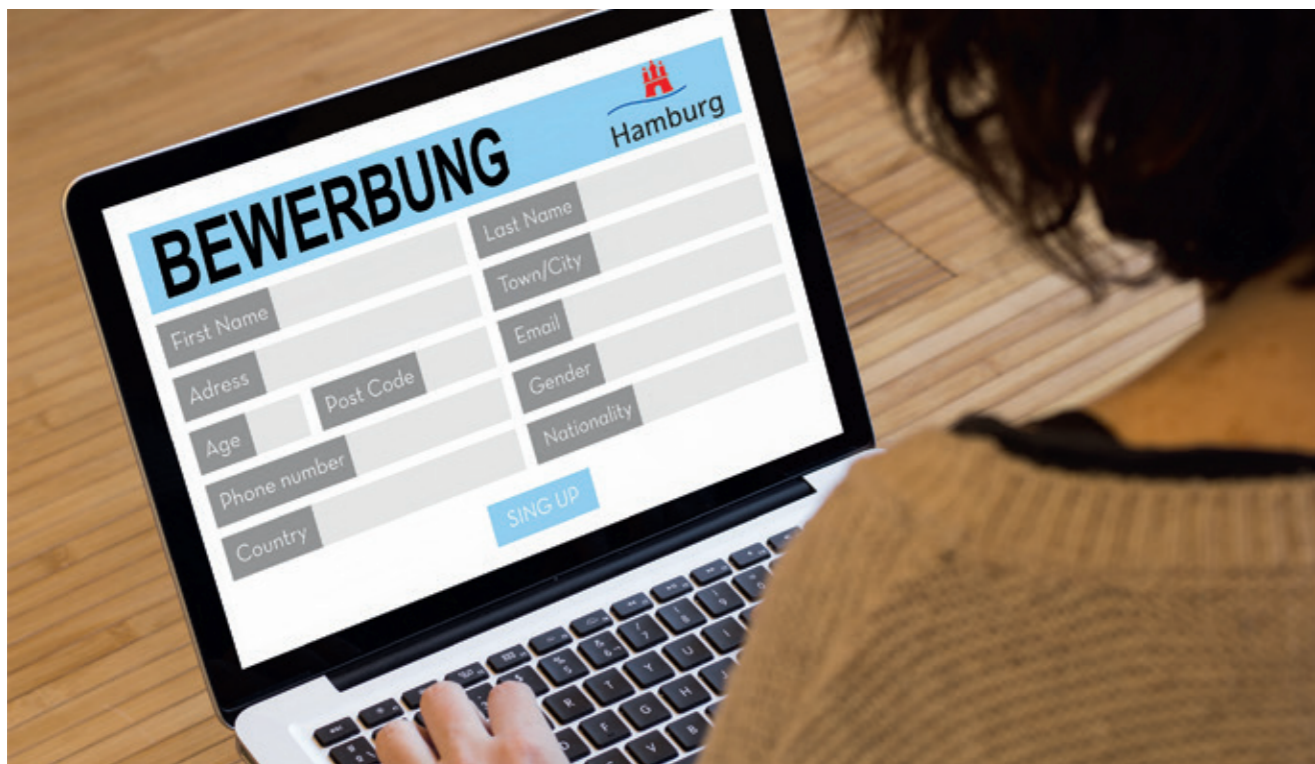 BEWERBUNG
Hamburg
First Name
Last Name
Adress
Town/City
Age
Post Code
Email
Phone number
Gender
Country
Nationality
SING UP